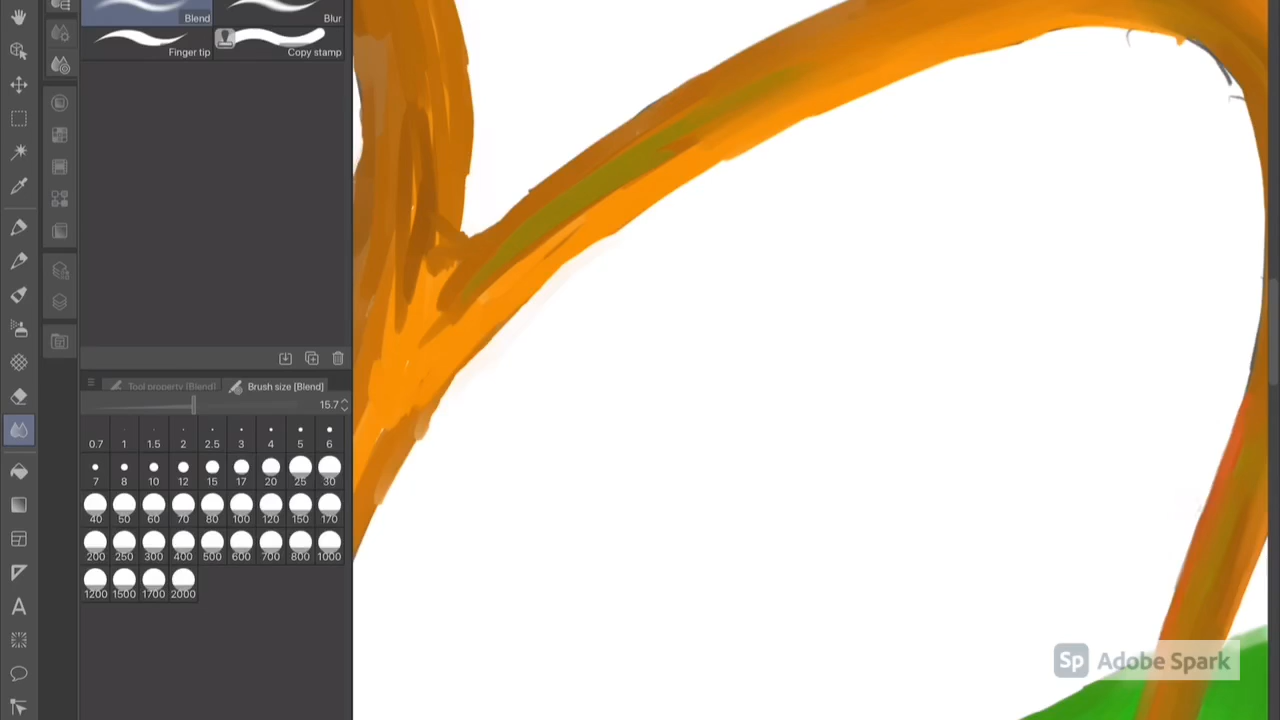 Blend Blur
Finger tip Copy stamp
Tool property [Blend] Brush size [Blend]
15.7
0.7 1 1.5 2 2.5 3 4 5 6
7 8 10 12 15 17 20 25 30
40 50 60 70 80 100 120 150 170
200 250 300 400 500 600 700 800 1000
1200 1500 1700 2000
A
Sp Adobe Spark